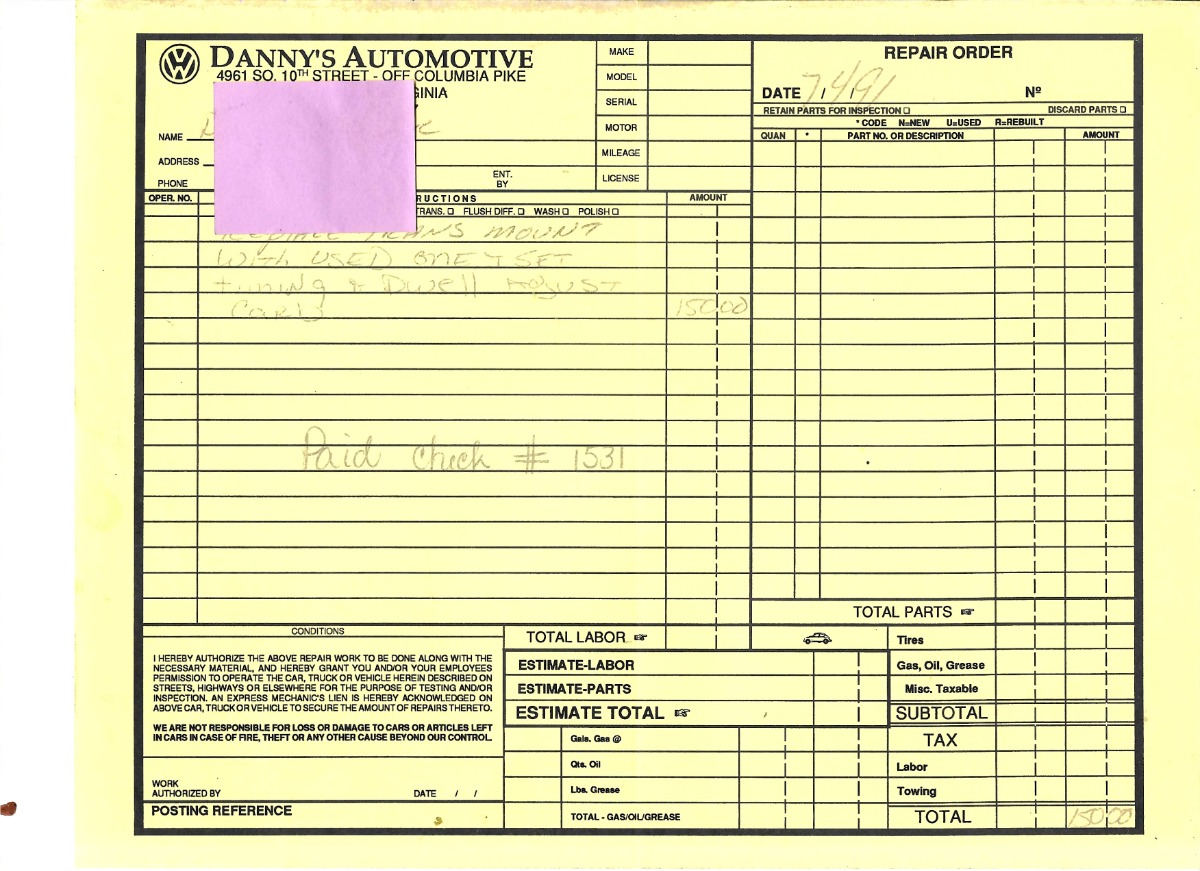 DANNY'S AUTOMOTIVE
4961 SO. 10TH STREET - OFF COLUMBIA PIKE
GINIA
NAME
ADDRESS
PHONE
ENT. BY
MAKE
MODEL
SERIAL
MOTOR
MILEAGE
LICENSE
REPAIR ORDER
DATE 7/4/91 Nº
RETAIN PARTS FOR INSPECTION □ DISCARD PARTS □
* CODE N=NEW U=USED R=REBUILT
QUAN * PART NO. OR DESCRIPTION AMOUNT
OPER. NO. RUCTIONS AMOUNT
TRANS. □ FLUSH DIFF. □ WASH □ POLISH □
Replace TRANS MOUNT
With USED ONE & SET
timing & Dwell Adjust
Carb 150 00
Paid Check # 1531
TOTAL PARTS ☞
CONDITIONS
I HEREBY AUTHORIZE THE ABOVE REPAIR WORK TO BE DONE ALONG WITH THE
NECESSARY MATERIAL, AND HEREBY GRANT YOU AND/OR YOUR EMPLOYEES
PERMISSION TO OPERATE THE CAR, TRUCK OR VEHICLE HEREIN DESCRIBED ON
STREETS, HIGHWAYS OR ELSEWHERE FOR THE PURPOSE OF TESTING AND/OR
INSPECTION. AN EXPRESS MECHANIC'S LIEN IS HEREBY ACKNOWLEDGED ON
ABOVE CAR, TRUCK OR VEHICLE TO SECURE THE AMOUNT OF REPAIRS THERETO.
WE ARE NOT RESPONSIBLE FOR LOSS OR DAMAGE TO CARS OR ARTICLES LEFT
IN CARS IN CASE OF FIRE, THEFT OR ANY OTHER CAUSE BEYOND OUR CONTROL.
WORK
AUTHORIZED BY DATE / /
POSTING REFERENCE
TOTAL LABOR ☞
ESTIMATE-LABOR
ESTIMATE-PARTS
ESTIMATE TOTAL ☞
Gals. Gas @
Qts. Oil
Lbs. Grease
TOTAL - GAS/OIL/GREASE
Tires
Gas, Oil, Grease
Misc. Taxable
SUBTOTAL
TAX
Labor
Towing
TOTAL 150 00